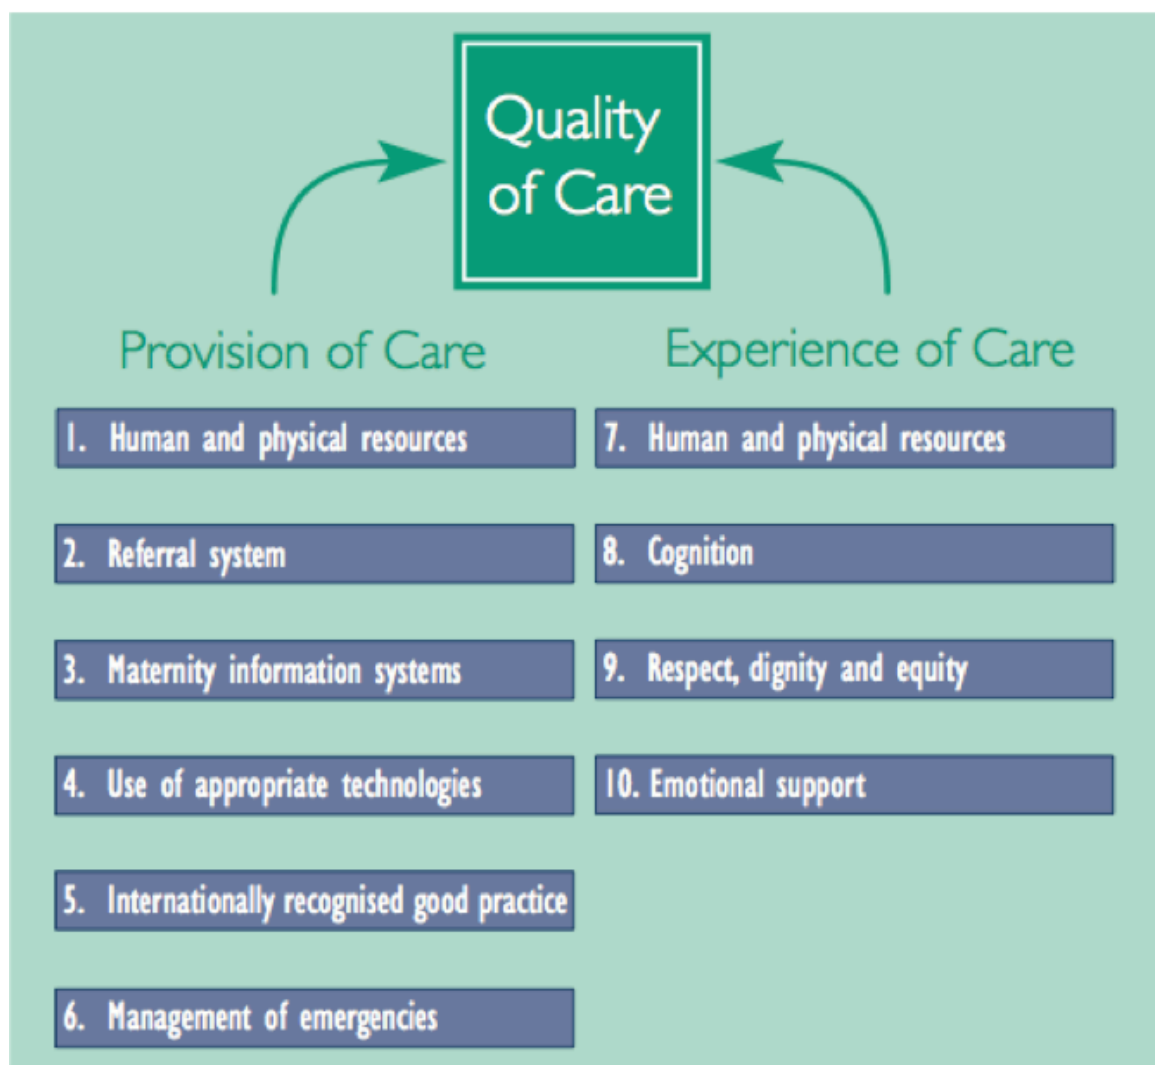 Quality
of Care
Provision of Care
1. Human and physical resources
2. Referral system
3. Maternity information systems
4. Use of appropriate technologies
5. Internationally recognised good practice
6. Management of emergencies
Experience of Care
7. Human and physical resources
8. Cognition
9. Respect, dignity and equity
10. Emotional support